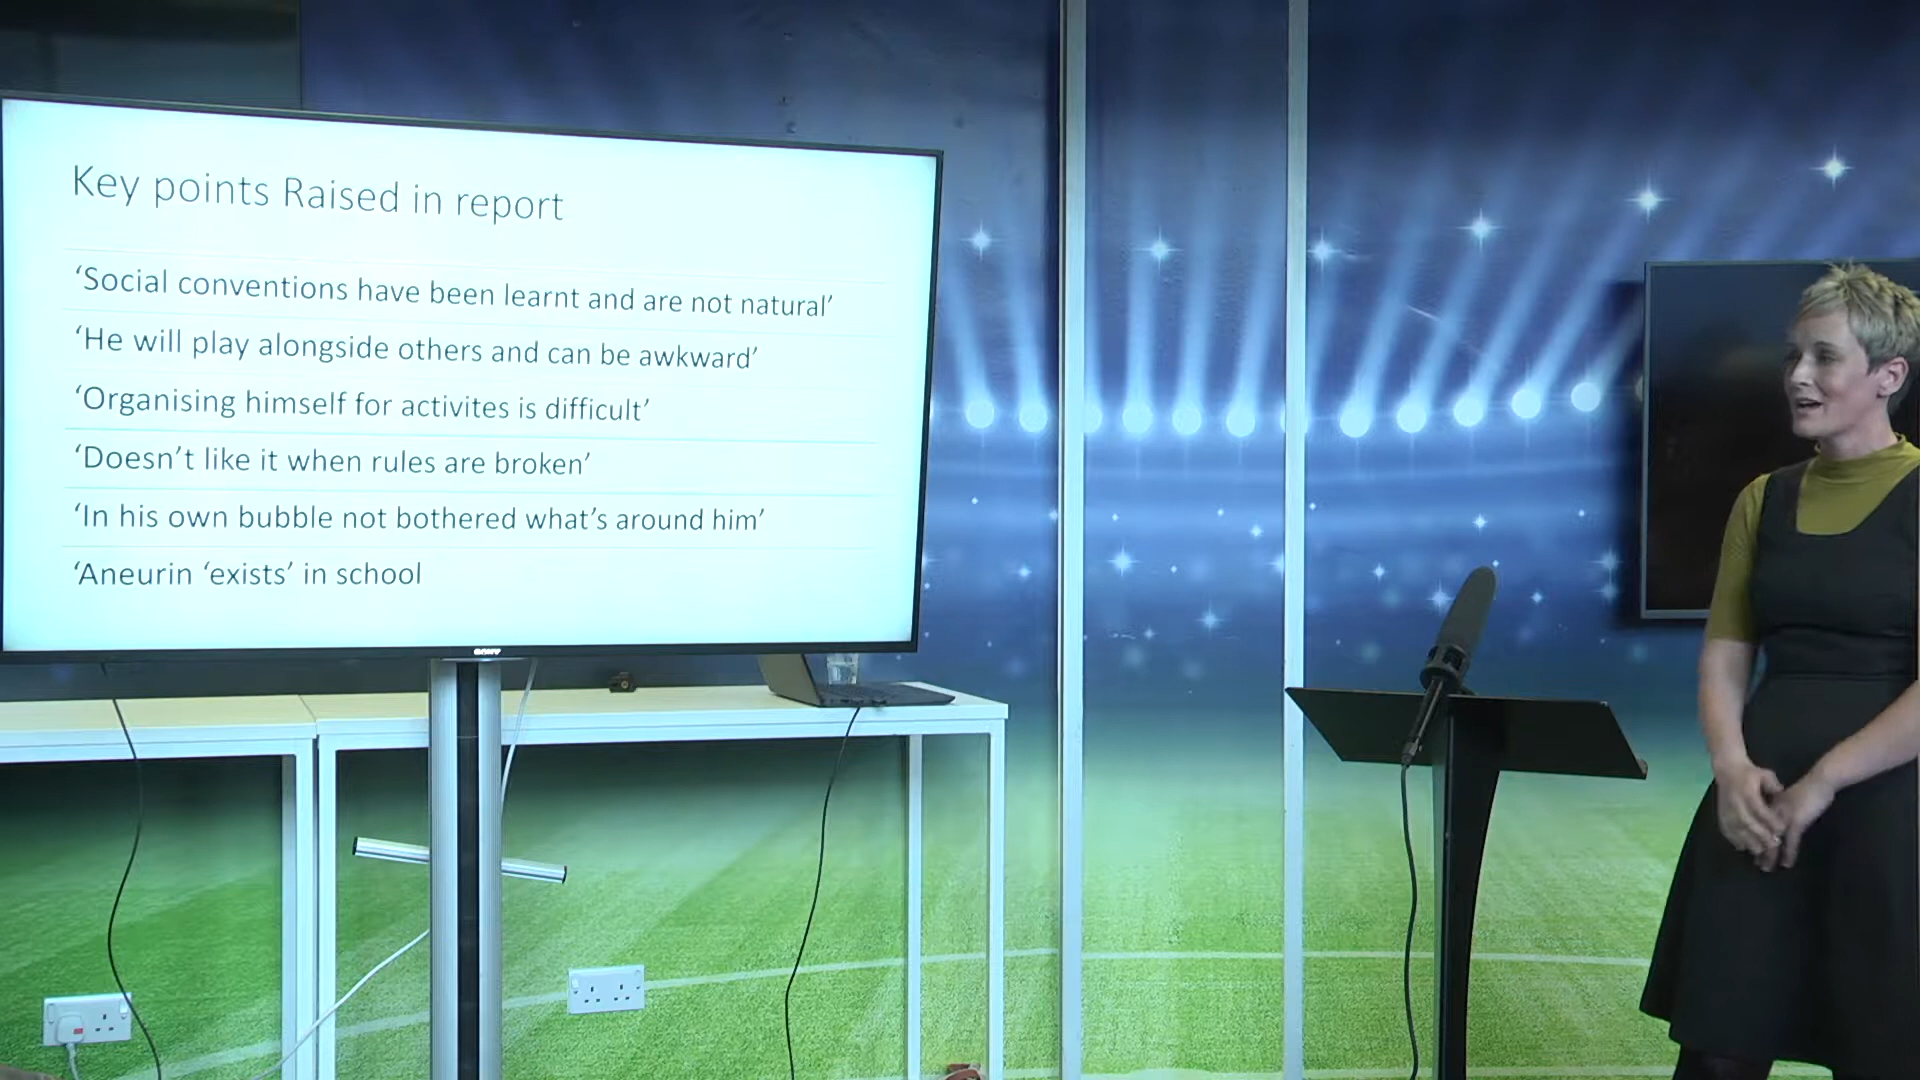 Key points Raised in report
‘Social conventions have been learnt and are not natural’
‘He will play alongside others and can be awkward’
‘Organising himself for activites is difficult’
‘Doesn’t like it when rules are broken’
‘In his own bubble not bothered what’s around him’
‘Aneurin ‘exists’ in school
SONY